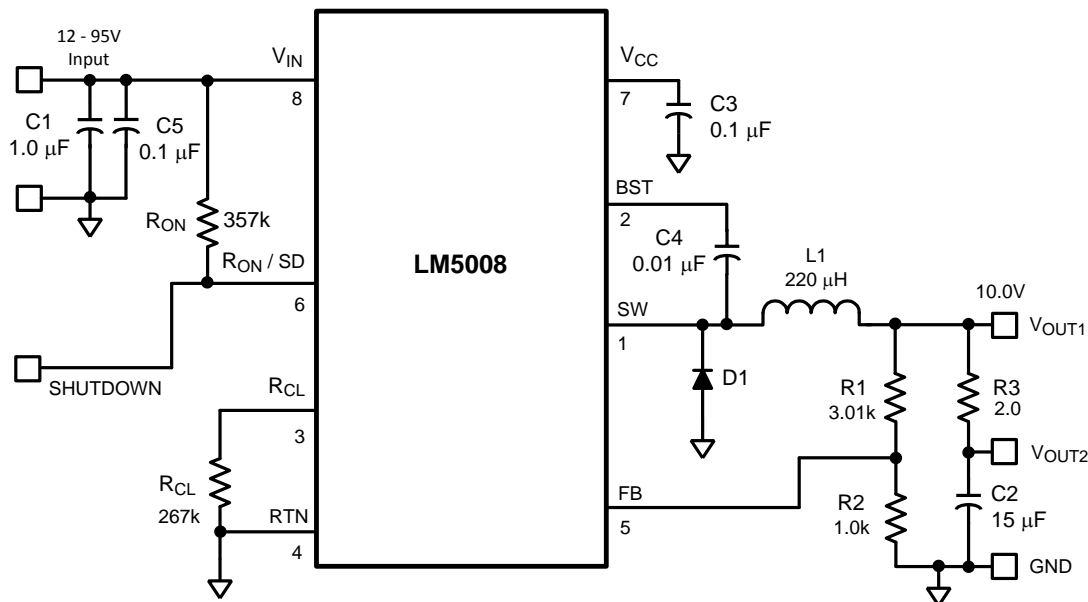 12 - 95V
Input
V_IN
8
C1
1.0 μF
C5
0.1 μF
R_ON
357k
R_ON / SD
6
SHUTDOWN
R_CL
3
R_CL
267k
RTN
4
LM5008
V_CC
7
C3
0.1 μF
BST
2
C4
0.01 μF
L1
220 μH
SW
1
D1
10.0V
V_OUT1
R1
3.01k
R3
2.0
V_OUT2
FB
5
R2
1.0k
C2
15 μF
GND